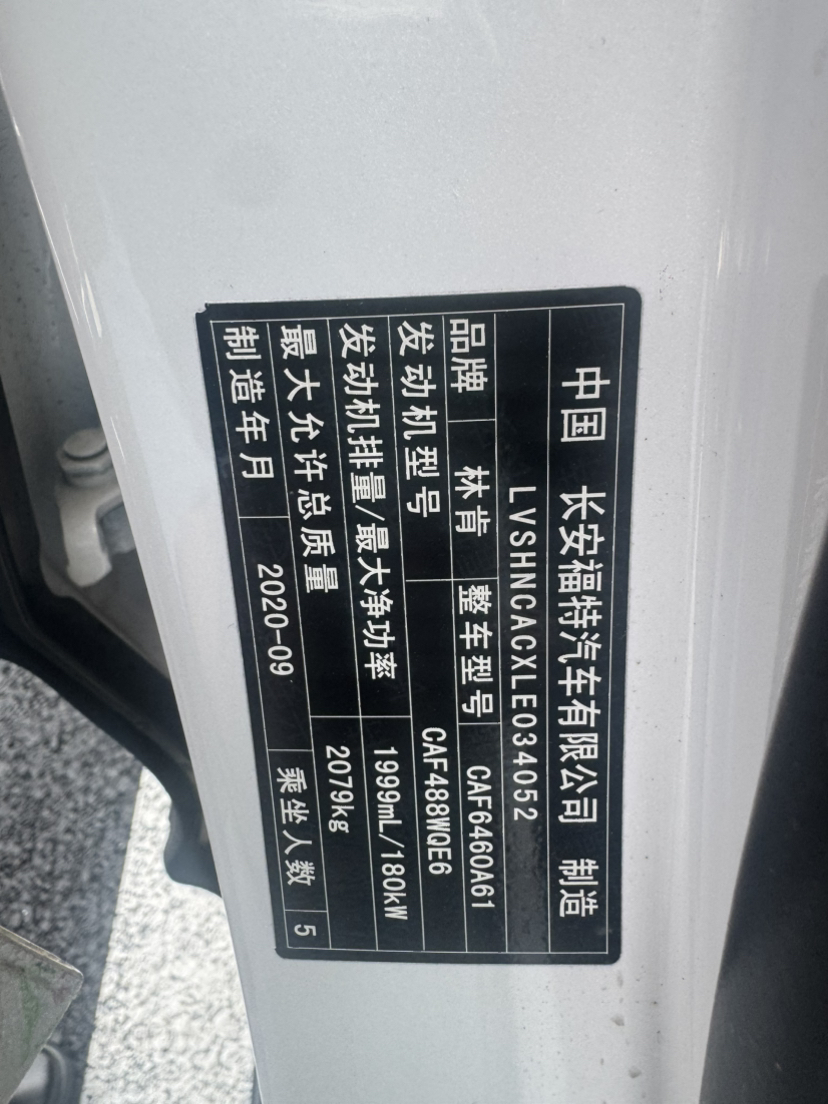 中国 长安福特汽车有限公司 制造
LVSHNCACXLE034052
品牌 林肯 整车型号 CAF6460A61
发动机型号 CAF488WQE6
发动机排量/最大净功率 1999mL/180kW
最大允许总质量 2079kg
制造年月 2020-09 乘坐人数 5